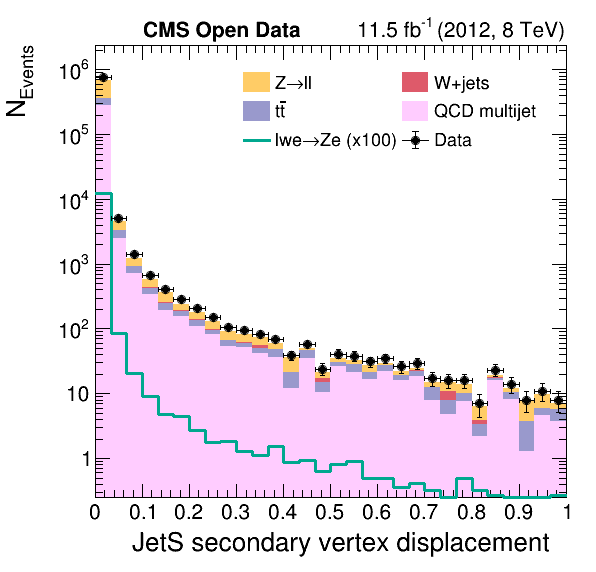 CMS Open Data 11.5 fb⁻¹ (2012, 8 TeV)
N_Events
Z→ll W+jets
tt̄ QCD multijet
lwe→Ze (x100) Data
10⁶
10⁵
10⁴
10³
10²
10
1
0 0.1 0.2 0.3 0.4 0.5 0.6 0.7 0.8 0.9 1
JetS secondary vertex displacement